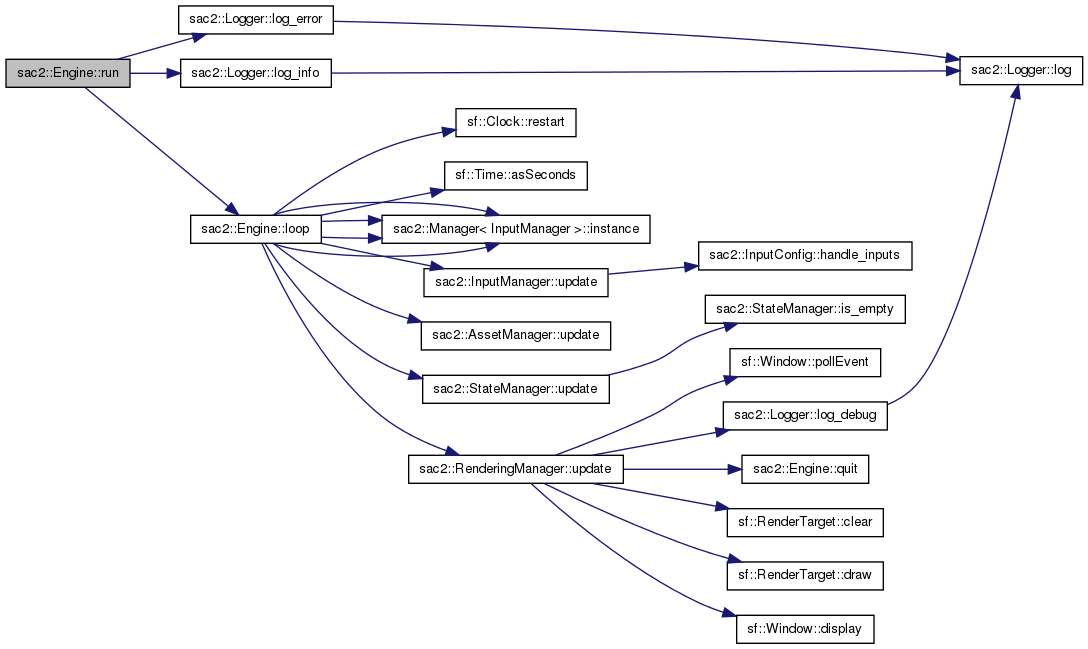 sac2::Logger::log_error
sac2::Engine::run
sac2::Logger::log_info
sac2::Logger::log
sf::Clock::restart
sf::Time::asSeconds
sac2::Engine::loop
sac2::Manager< InputManager >::instance
sac2::InputConfig::handle_inputs
sac2::InputManager::update
sac2::StateManager::is_empty
sac2::AssetManager::update
sf::Window::pollEvent
sac2::StateManager::update
sac2::Logger::log_debug
sac2::RenderingManager::update
sac2::Engine::quit
sf::RenderTarget::clear
sf::RenderTarget::draw
sf::Window::display